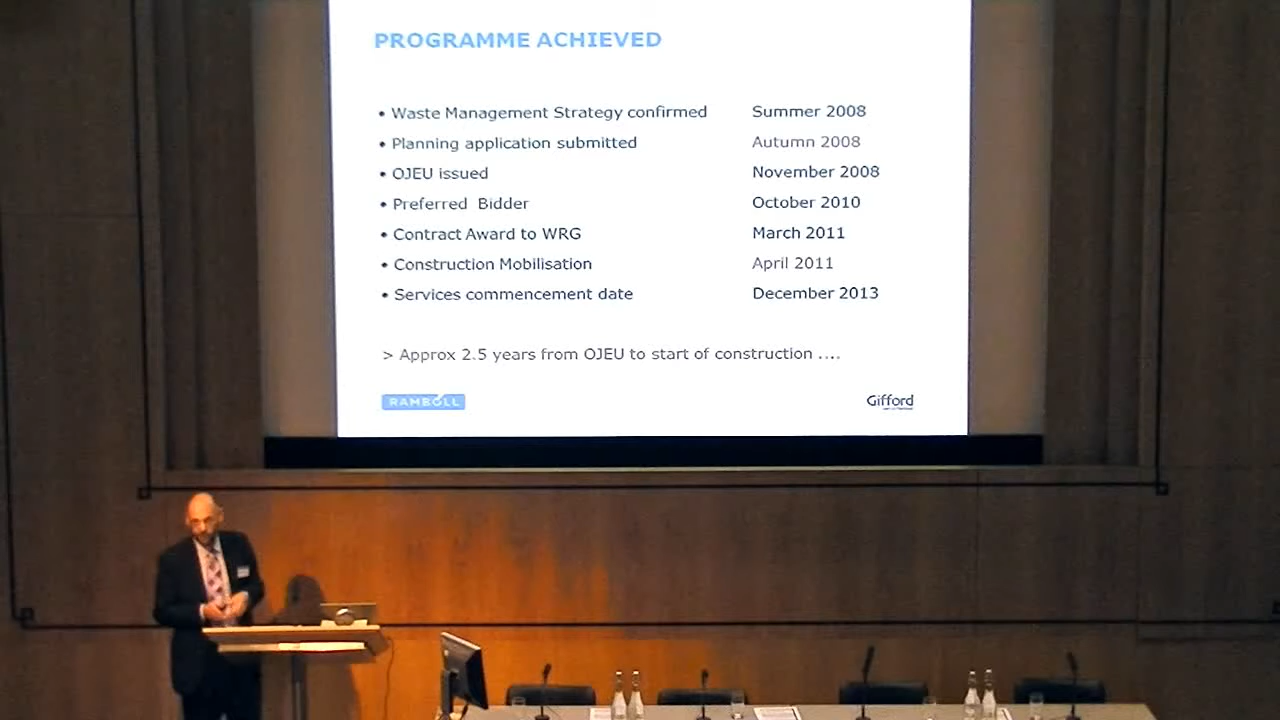 PROGRAMME ACHIEVED
• Waste Management Strategy confirmed Summer 2008
• Planning application submitted Autumn 2008
• OJEU issued November 2008
• Preferred Bidder October 2010
• Contract Award to WRG March 2011
• Construction Mobilisation April 2011
• Services commencement date December 2013
> Approx 2.5 years from OJEU to start of construction ....
RAMBOLL Gifford